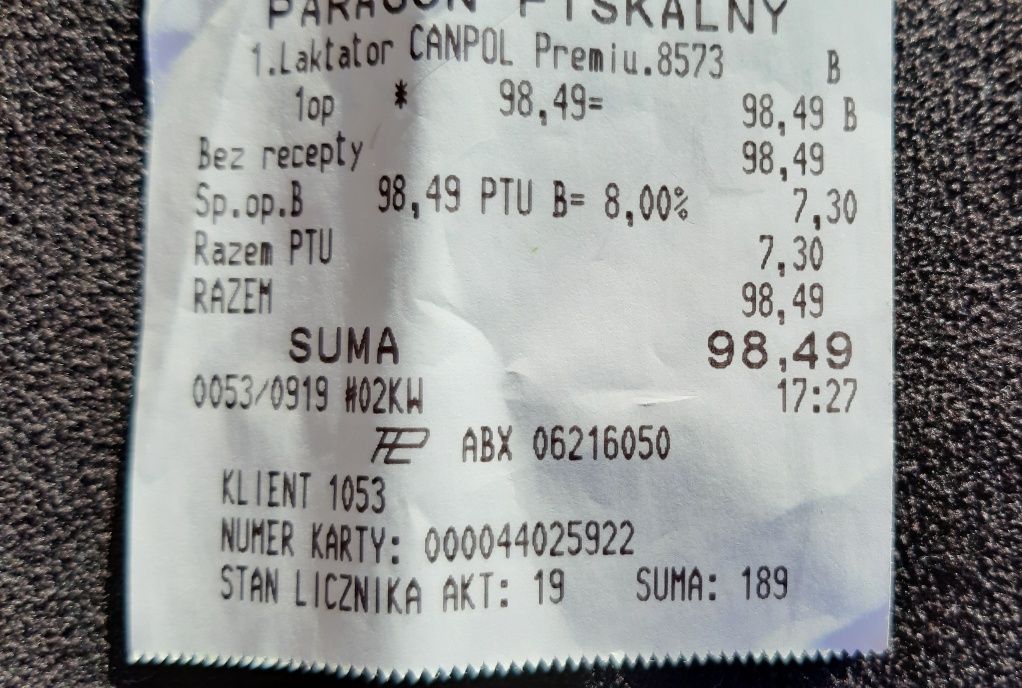 PARAGON FISKALNY
1.Laktator CANPOL Premiu.8573 B
1op * 98,49= 98,49 B
Bez recepty 98,49
Sp.op.B 98,49 PTU B= 8,00% 7,30
Razem PTU 7,30
RAZEM 98,49
SUMA 98,49
0053/0919 #02KW 17:27
ABX 06216050
KLIENT 1053
NUMER KARTY: 000044025922
STAN LICZNIKA AKT: 19 SUMA: 189